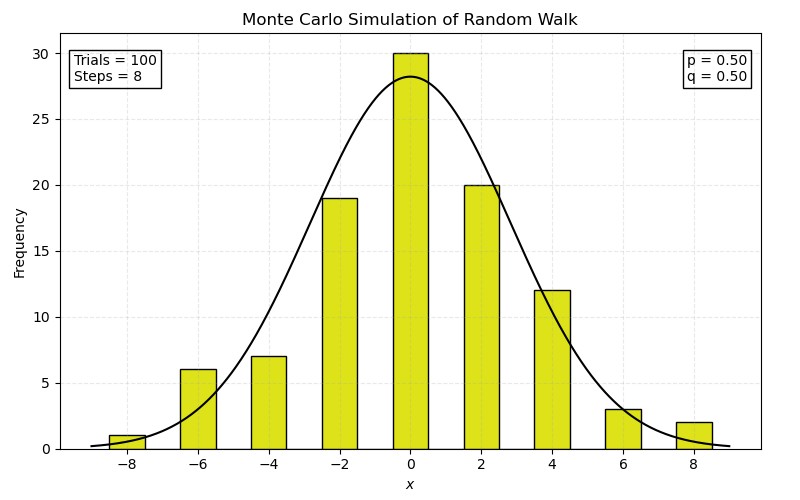 Monte Carlo Simulation of Random Walk
Trials = 100
Steps = 8
p = 0.50
q = 0.50
Frequency
30
25
20
15
10
5
0
−8
−6
−4
−2
0
2
4
6
8
x